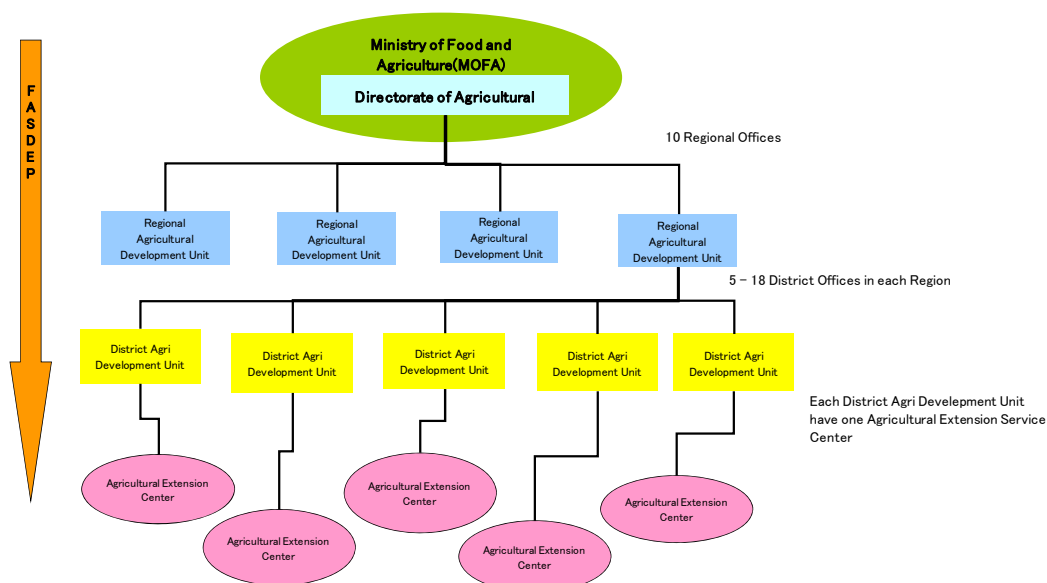 FASDEP
Ministry of Food and
Agriculture(MOFA)
Directorate of Agricultural
10 Regional Offices
Regional
Agricultural
Development Unit
Regional
Agricultural
Development Unit
Regional
Agricultural
Development Unit
Regional
Agricultural
Development Unit
5 – 18 District Offices in each Region
District Agri
Development Unit
District Agri
Development Unit
District Agri
Development Unit
District Agri
Development Unit
District Agri
Development Unit
Each District Agri Develepment Unit
have one Agricultural Extension Service
Center
Agricultural Extension
Center
Agricultural Extension
Center
Agricultural Extension
Center
Agricultural Extension
Center
Agricultural Extension
Center